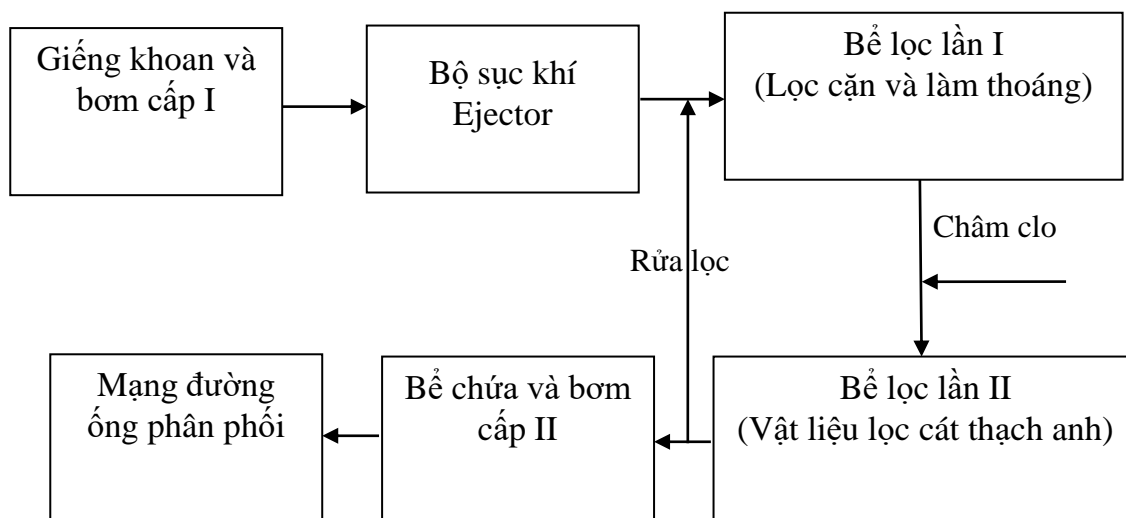 Giếng khoan và
bơm cấp I
Bộ sục khí
Ejector
Bể lọc lần I
(Lọc cặn và làm thoáng)
Châm clo
Rửa lọc
Mạng đường
ống phân phối
Bể chứa và bơm
cấp II
Bể lọc lần II
(Vật liệu lọc cát thạch anh)